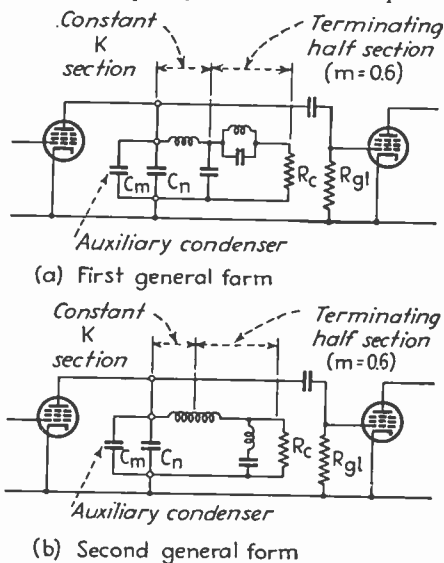 Constant
K
section
Terminating
half section
(m=0.6)
Cm
Cn
Rc
Rgl
Auxiliary condenser
(a) First general farm
Constant
K
section
Terminating
half section
(m=0.6)
Cm
Cn
Rc
Rgl
Auxiliary condenser
(b) Second general form